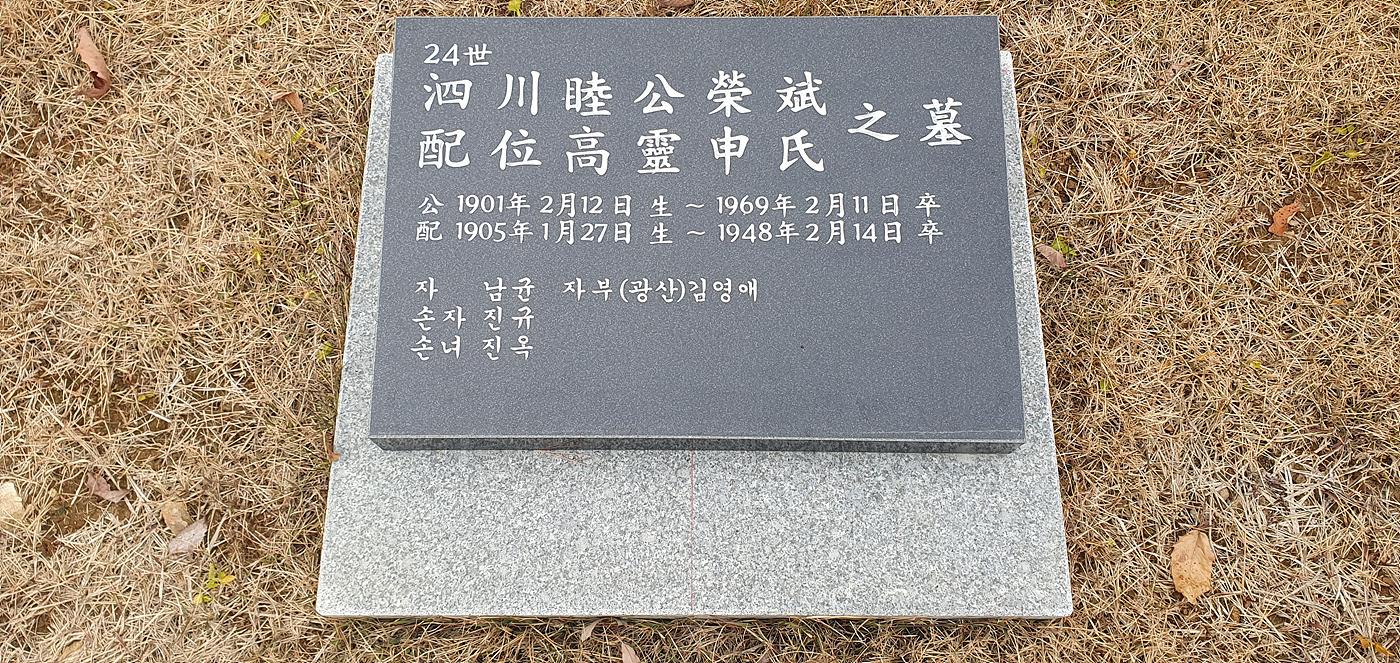 24世
泗川睦公榮斌
配位高靈申氏
之墓
公 1901年 2月12日 生 ~ 1969年 2月11日 卒
配 1905年 1月27日 生 ~ 1948年 2月14日 卒
자 남균 자부(광산)김영애
손자 진규
손녀 진옥